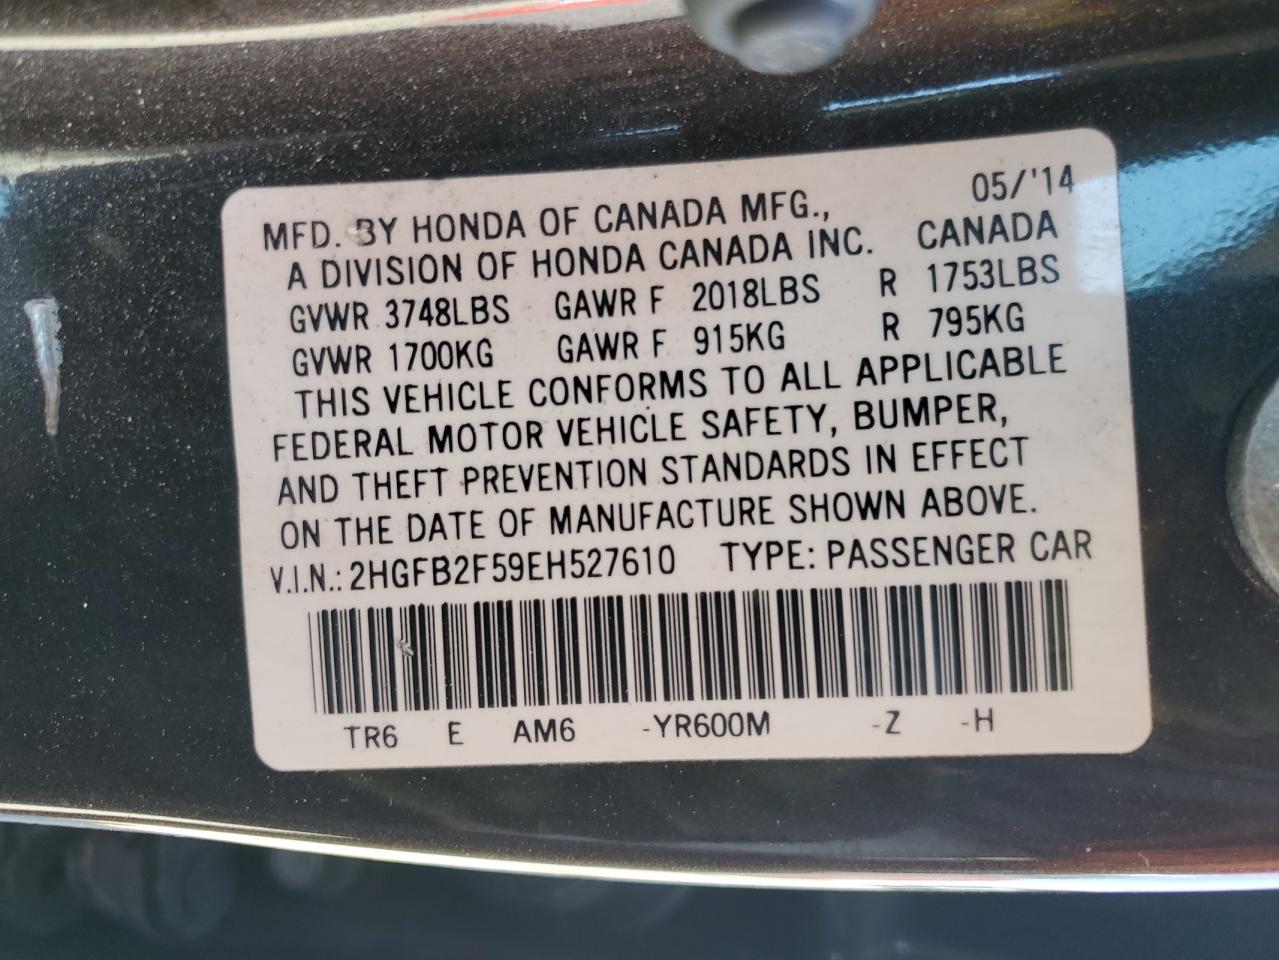 05/'14
MFD. BY HONDA OF CANADA MFG.,
A DIVISION OF HONDA CANADA INC. CANADA
GVWR 3748LBS GAWR F 2018LBS R 1753LBS
GVWR 1700KG GAWR F 915KG R 795KG
THIS VEHICLE CONFORMS TO ALL APPLICABLE
FEDERAL MOTOR VEHICLE SAFETY, BUMPER,
AND THEFT PREVENTION STANDARDS IN EFFECT
ON THE DATE OF MANUFACTURE SHOWN ABOVE.
V.I.N.: 2HGFB2F59EH527610 TYPE: PASSENGER CAR
TR6 E AM6 -YR600M -Z -H